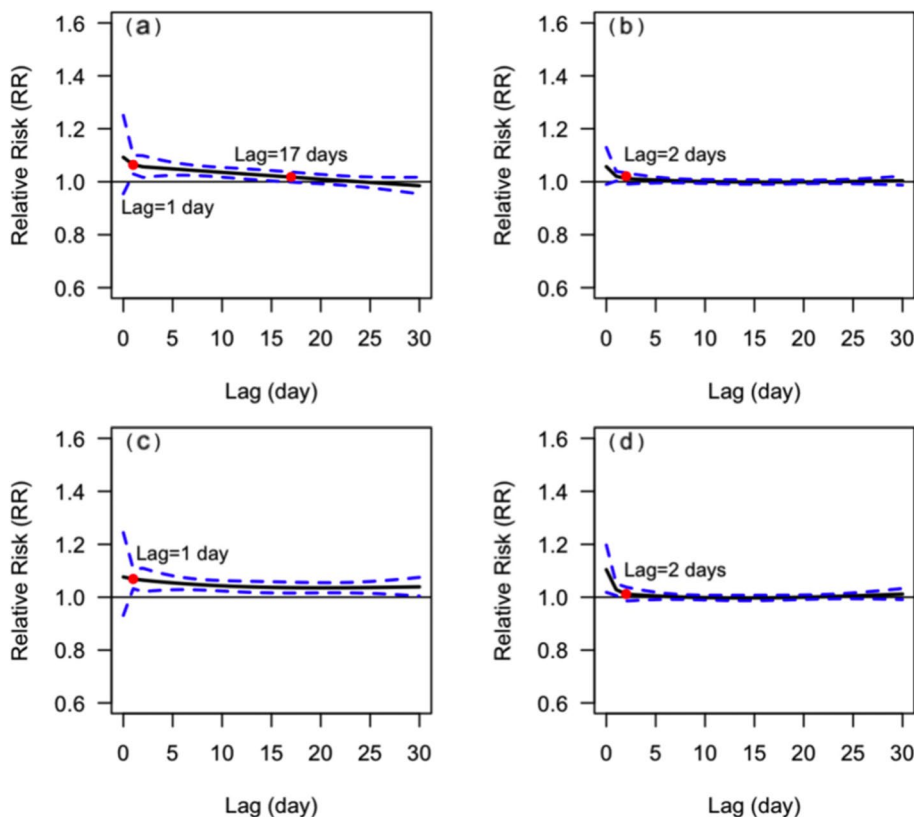 (a)
1.6
1.4
1.2
1.0
0.8
0.6
Relative Risk (RR)
Lag=17 days
Lag=1 day
0 5 10 15 20 25 30
Lag (day)
(b)
1.6
1.4
1.2
1.0
0.8
0.6
Relative Risk (RR)
Lag=2 days
0 5 10 15 20 25 30
Lag (day)
(c)
1.6
1.4
1.2
1.0
0.8
0.6
Relative Risk (RR)
Lag=1 day
0 5 10 15 20 25 30
Lag (day)
(d)
1.6
1.4
1.2
1.0
0.8
0.6
Relative Risk (RR)
Lag=2 days
0 5 10 15 20 25 30
Lag (day)